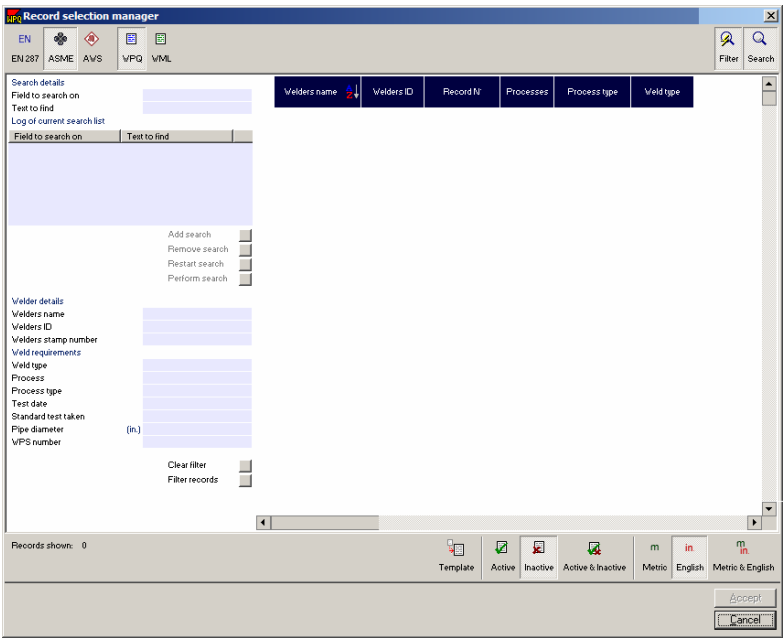 WPQ Record selection manager
EN
EN 287 ASME AWS WPQ WML Filter Search
Search details
Field to search on
Text to find
Log of current search list
Field to search on Text to find
Add search
Remove search
Restart search
Perform search
Welder details
Welders name
Welders ID
Welders stamp number
Weld requirements
Weld type
Process
Process type
Test date
Standard test taken
Pipe diameter (in.)
WPS number
Clear filter
Filter records
Welders name A Z Welders ID Record N° Processes Process type Weld type
Records shown: 0
m in. m in.
Template Active Inactive Active & Inactive Metric English Metric & English
Accept
Cancel